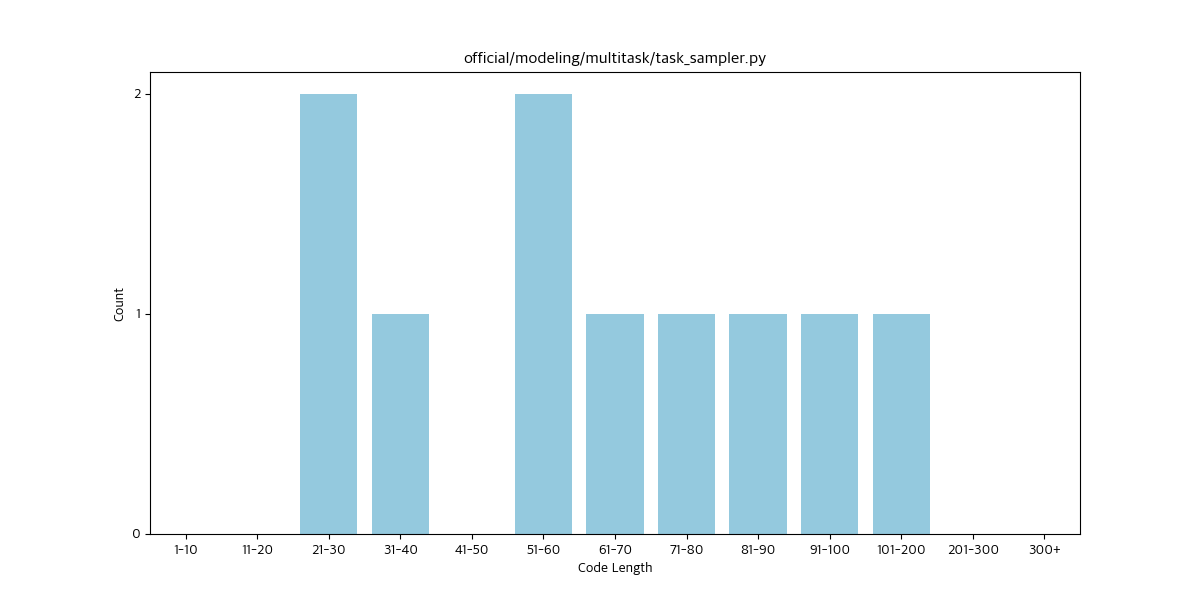 official/modeling/multitask/task_sampler.py
2
1
0
Count
1-10 11-20 21-30 31-40 41-50 51-60 61-70 71-80 81-90 91-100 101-200 201-300 300+
Code Length